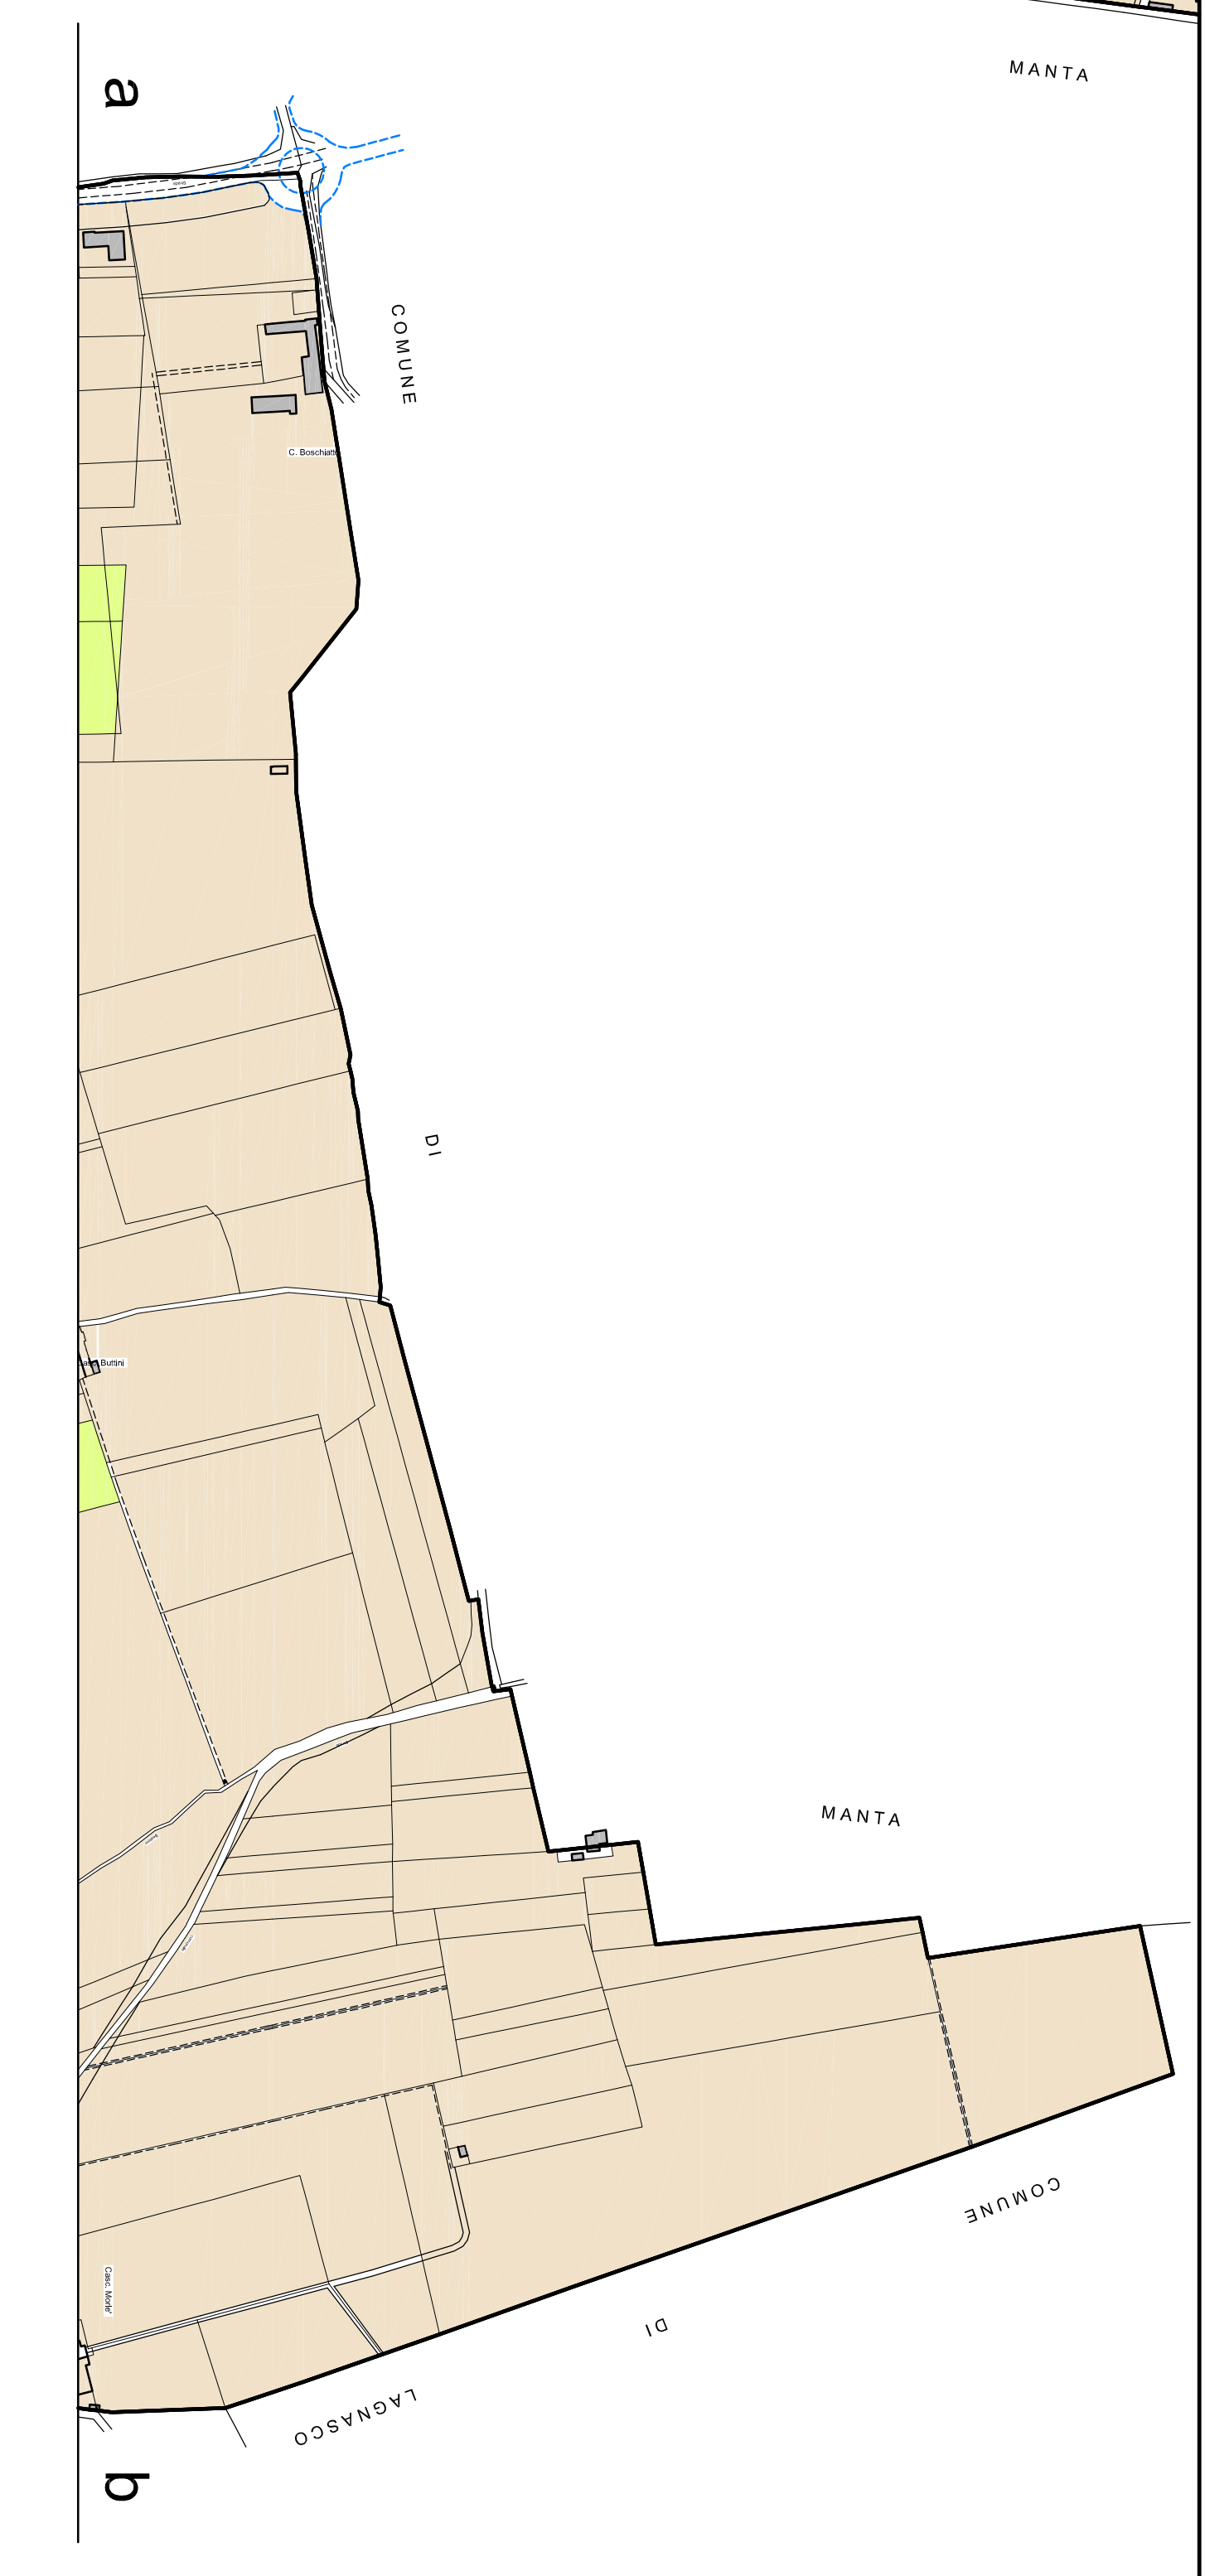 MANTA
a
COMUNE
C. Boschiatti
DI
Buttini
MANTA
COMUNE
Casc. Morle'
DI
LAGNASCO
b